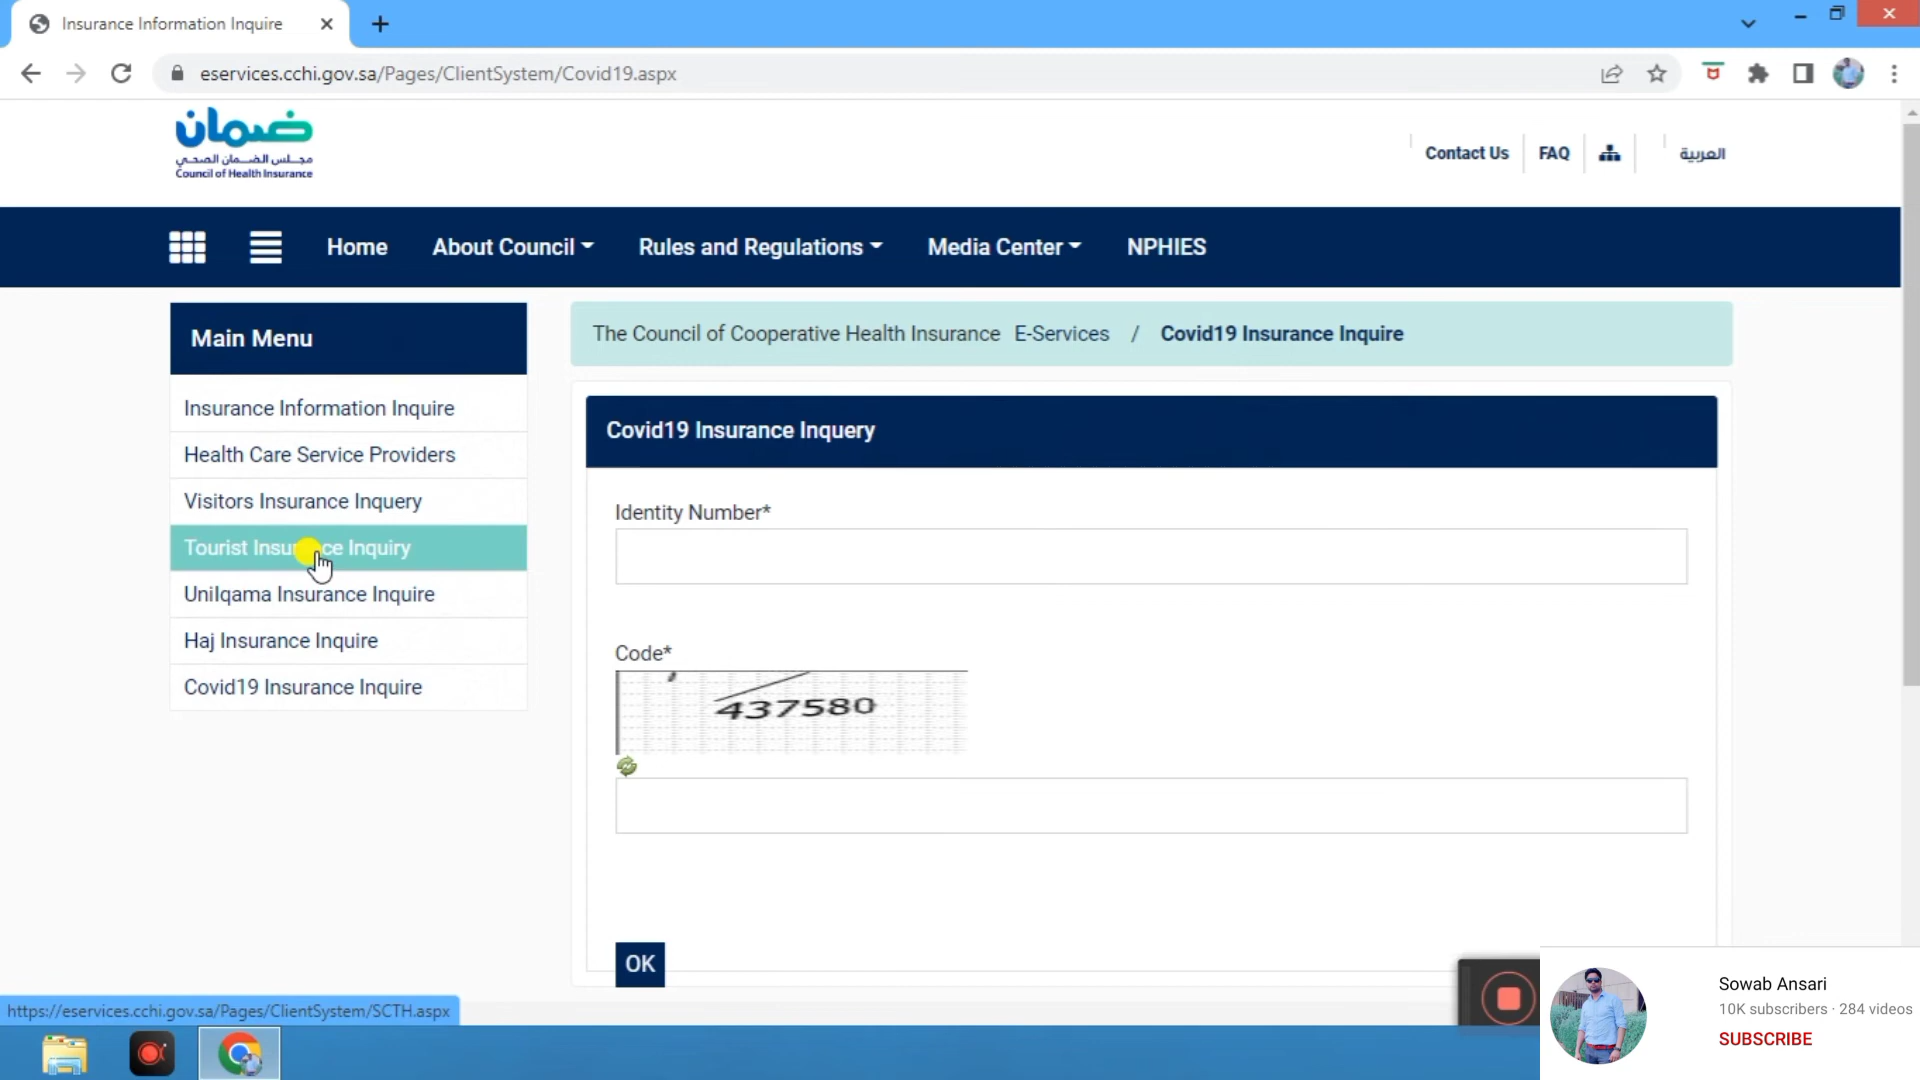 Insurance Information Inquire
eservices.cchi.gov.sa/Pages/ClientSystem/Covid19.aspx
ضمان
مجلس الضمان الصحي
Council of Health Insurance
Contact Us
FAQ
العربية
Home
About Council
Rules and Regulations
Media Center
NPHIES
Main Menu
Insurance Information Inquire
Health Care Service Providers
Visitors Insurance Inquery
Tourist Insurance Inquiry
UniIqama Insurance Inquire
Haj Insurance Inquire
Covid19 Insurance Inquire
The Council of Cooperative Health Insurance E-Services / Covid19 Insurance Inquire
Covid19 Insurance Inquery
Identity Number*
Code*
437580
OK
https://eservices.cchi.gov.sa/Pages/ClientSystem/SCTH.aspx
Sowab Ansari
10K subscribers · 284 videos
SUBSCRIBE